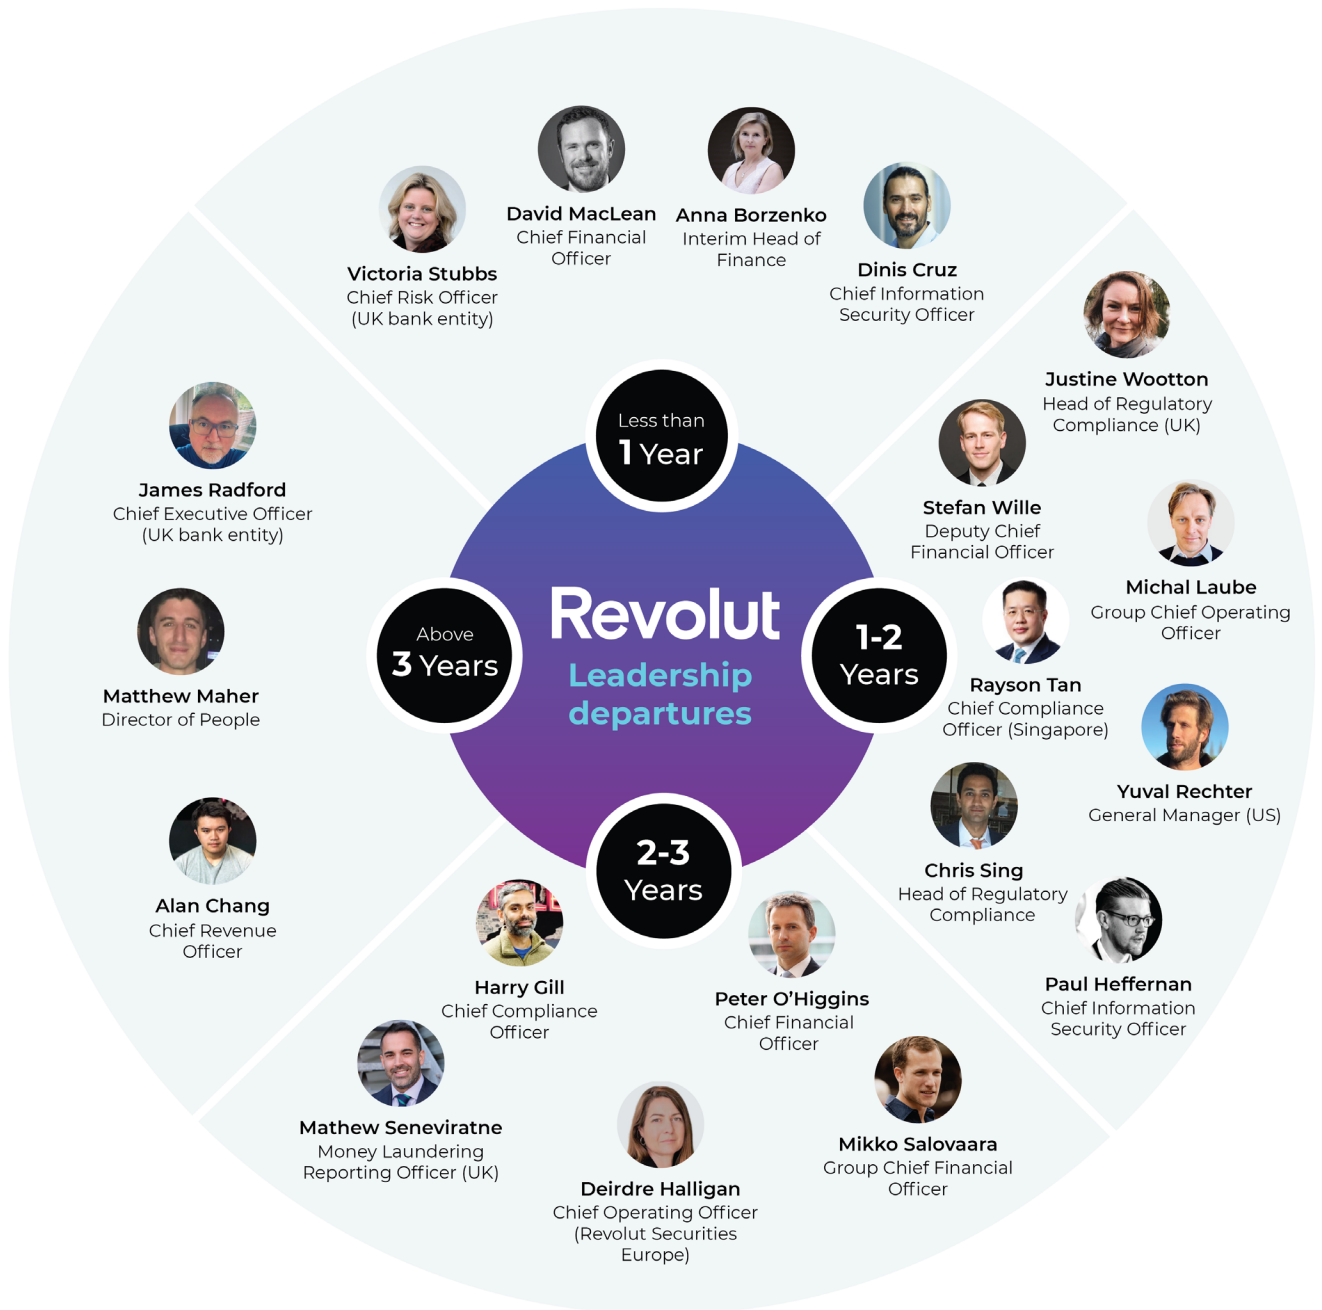 Victoria Stubbs
Chief Risk Officer
(UK bank entity)
David MacLean
Chief Financial
Officer
Anna Borzenko
Interim Head of
Finance
Dinis Cruz
Chief Information
Security Officer
Less than
1 Year
Justine Wootton
Head of Regulatory
Compliance (UK)
Stefan Wille
Deputy Chief
Financial Officer
Michal Laube
Group Chief Operating
Officer
Rayson Tan
Chief Compliance
Officer (Singapore)
Yuval Rechter
General Manager (US)
Chris Sing
Head of Regulatory
Compliance
Paul Heffernan
Chief Information
Security Officer
1-2
Years
Revolut
Leadership
departures
2-3
Years
Peter O’Higgins
Chief Financial
Officer
Mikko Salovaara
Group Chief Financial
Officer
Deirdre Halligan
Chief Operating Officer
(Revolut Securities
Europe)
Harry Gill
Chief Compliance
Officer
Mathew Seneviratne
Money Laundering
Reporting Officer (UK)
Above
3 Years
James Radford
Chief Executive Officer
(UK bank entity)
Matthew Maher
Director of People
Alan Chang
Chief Revenue
Officer